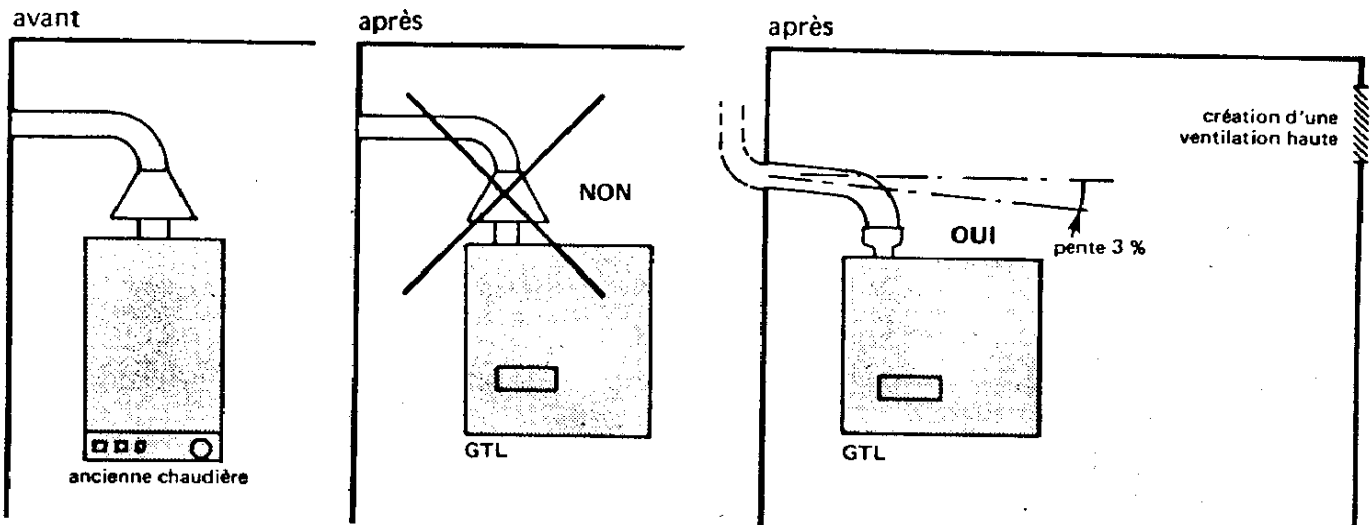 avant
ancienne chaudière
après
NON
GTL
après
création d'une
ventilation haute
OUI
pente 3 %
GTL